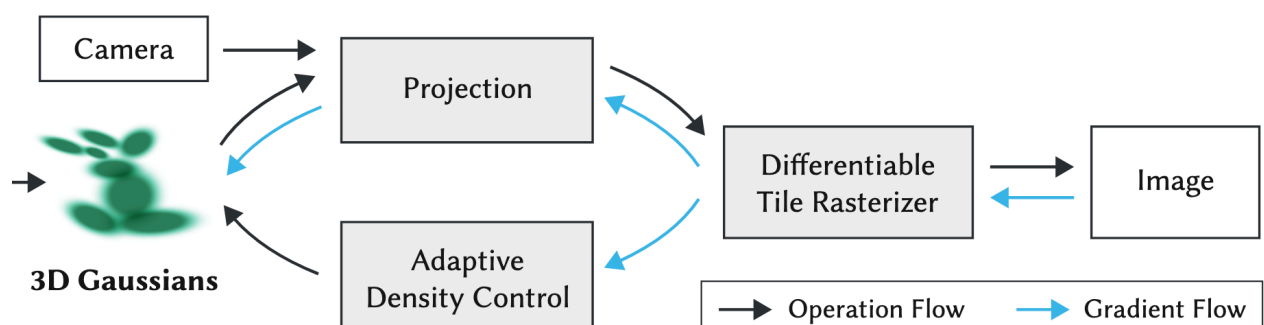 Camera
Projection
Differentiable
Tile Rasterizer
Image
3D Gaussians
Adaptive
Density Control
Operation Flow
Gradient Flow